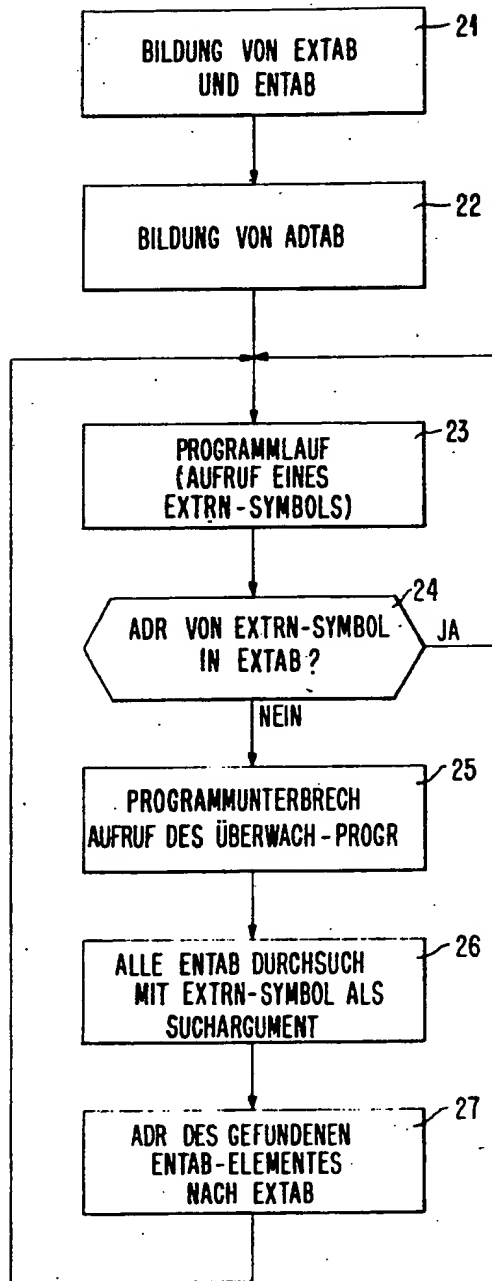 21
BILDUNG VON EXTAB
UND ENTAB
22
BILDUNG VON ADTAB
23
PROGRAMMLAUF
(AUFRUF EINES
EXTRN-SYMBOLS)
24
ADR VON EXTRN-SYMBOL
IN EXTAB?
JA
NEIN
25
PROGRAMMUNTERBRECH
AUFRUF DES ÜBERWACH-PROGR
26
ALLE ENTAB DURCHSUCH
MIT EXTRN-SYMBOL ALS
SUCHARGUMENT
27
ADR DES GEFUNDENEN
ENTAB-ELEMENTES
NACH EXTAB